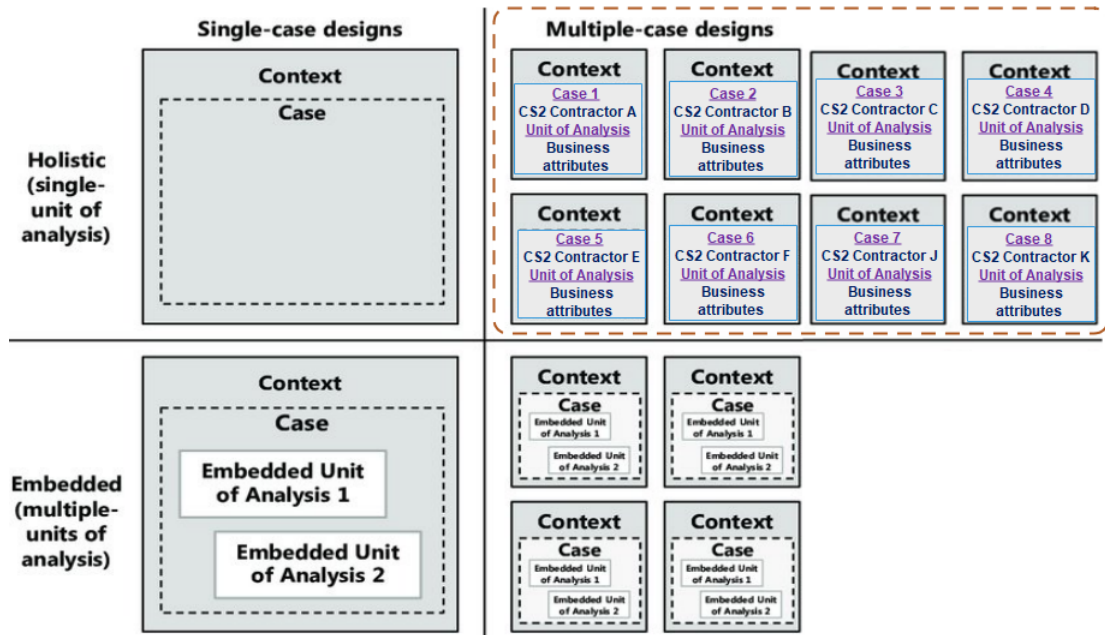 Single-case designs
Multiple-case designs
Holistic
(single-
unit of
analysis)
Context
Case
Context
Case 1
CS2 Contractor A
Unit of Analysis
Business
attributes
Context
Case 2
CS2 Contractor B
Unit of Analysis
Business
attributes
Context
Case 3
CS2 Contractor C
Unit of Analysis
Business
attributes
Context
Case 4
CS2 Contractor D
Unit of Analysis
Business
attributes
Context
Case 5
CS2 Contractor E
Unit of Analysis
Business
attributes
Context
Case 6
CS2 Contractor F
Unit of Analysis
Business
attributes
Context
Case 7
CS2 Contractor J
Unit of Analysis
Business
attributes
Context
Case 8
CS2 Contractor K
Unit of Analysis
Business
attributes
Embedded
(multiple-
units of
analysis)
Context
Case
Embedded Unit
of Analysis 1
Embedded Unit
of Analysis 2
Context
Case
Embedded Unit
of Analysis 1
Embedded Unit
of Analysis 2
Context
Case
Embedded Unit
of Analysis 1
Embedded Unit
of Analysis 2
Context
Case
Embedded Unit
of Analysis 1
Embedded Unit
of Analysis 2
Context
Case
Embedded Unit
of Analysis 1
Embedded Unit
of Analysis 2